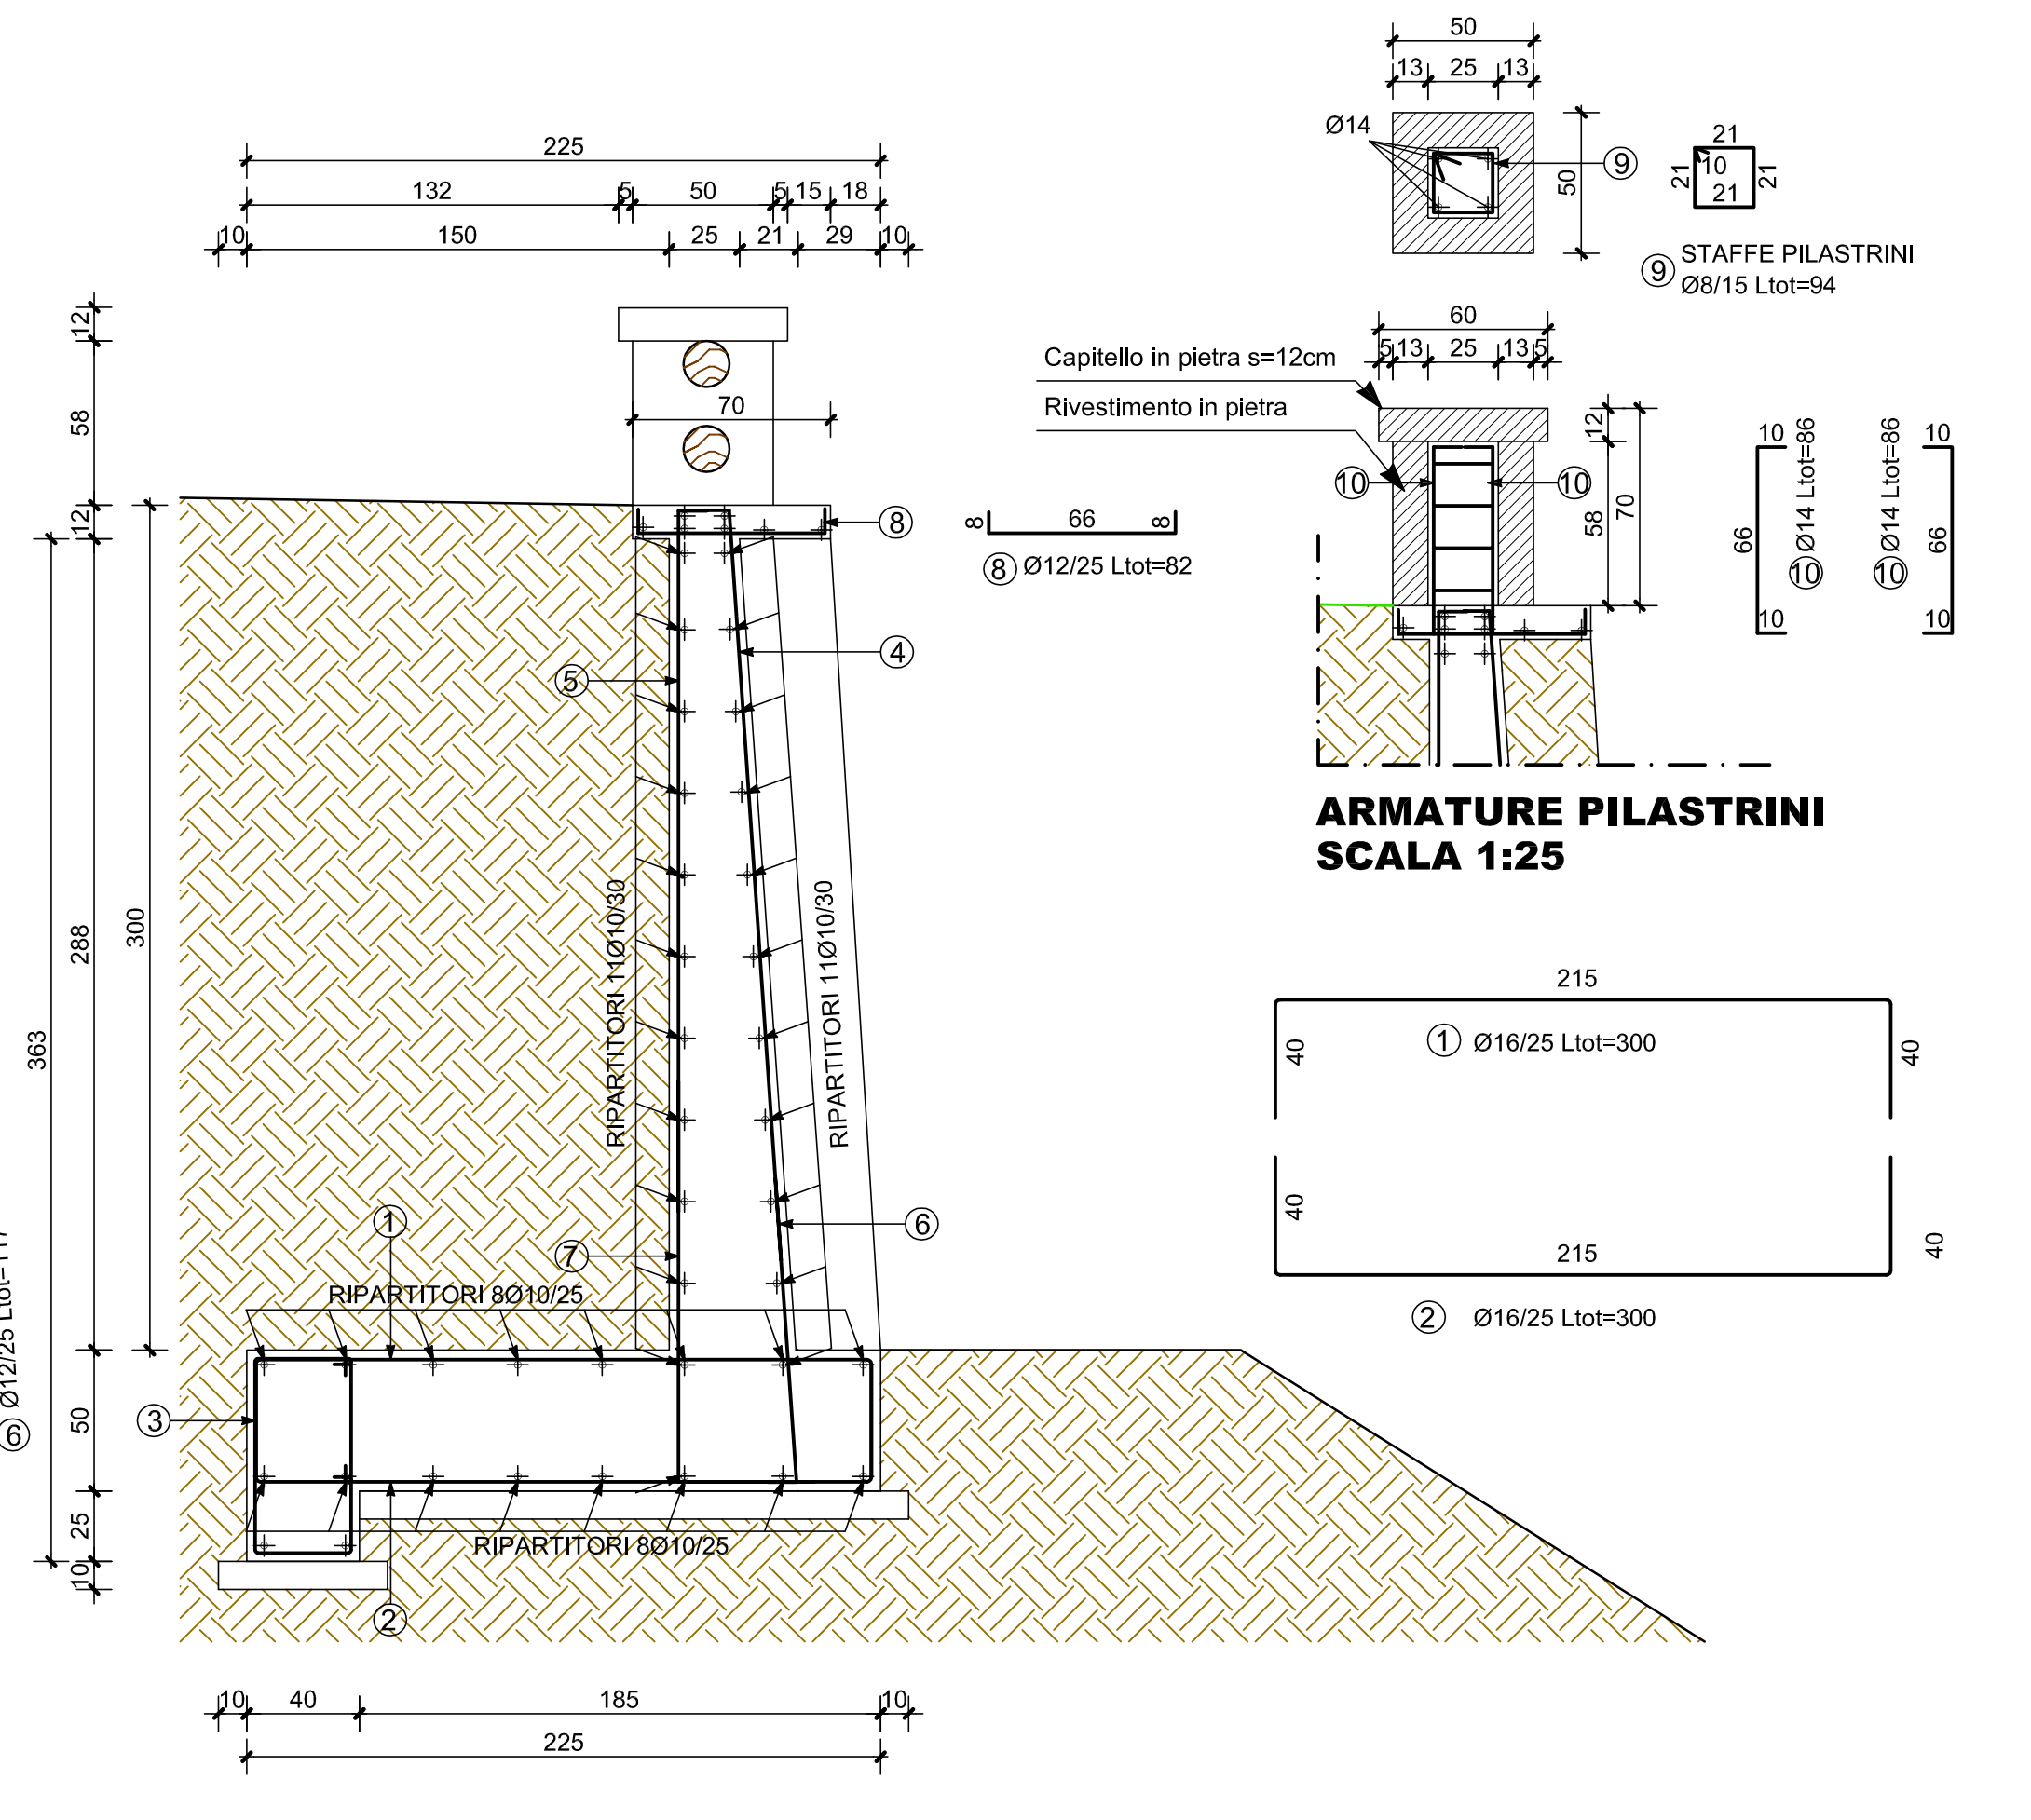 225
132 5 50 5 15 18
10 150 25 21 29 10
12
58
12
288
300
363
50
25
10
70
8
4
5
6
7
1
3
2
RIPARTITORI 11Ø10/30
RIPARTITORI 11Ø10/30
RIPARTITORI 8Ø10/25
RIPARTITORI 8Ø10/25
6 Ø12/25
10 40 185 10
225
8 66 8
8 Ø12/25 Ltot=82
50
13 25 13
Ø14
9
50
21
21 10 21
21
9 STAFFE PILASTRINI
Ø8/15 Ltot=94
60
5 13 25 13 5
Capitello in pietra s=12cm
Rivestimento in pietra
10 10
12
58
70
10
66
10
10 Ø14 Ltot=86
10 Ø14 Ltot=86
10
66
10
ARMATURE PILASTRINI
SCALA 1:25
215
40 1 Ø16/25 Ltot=300 40
40 40
215
2 Ø16/25 Ltot=300